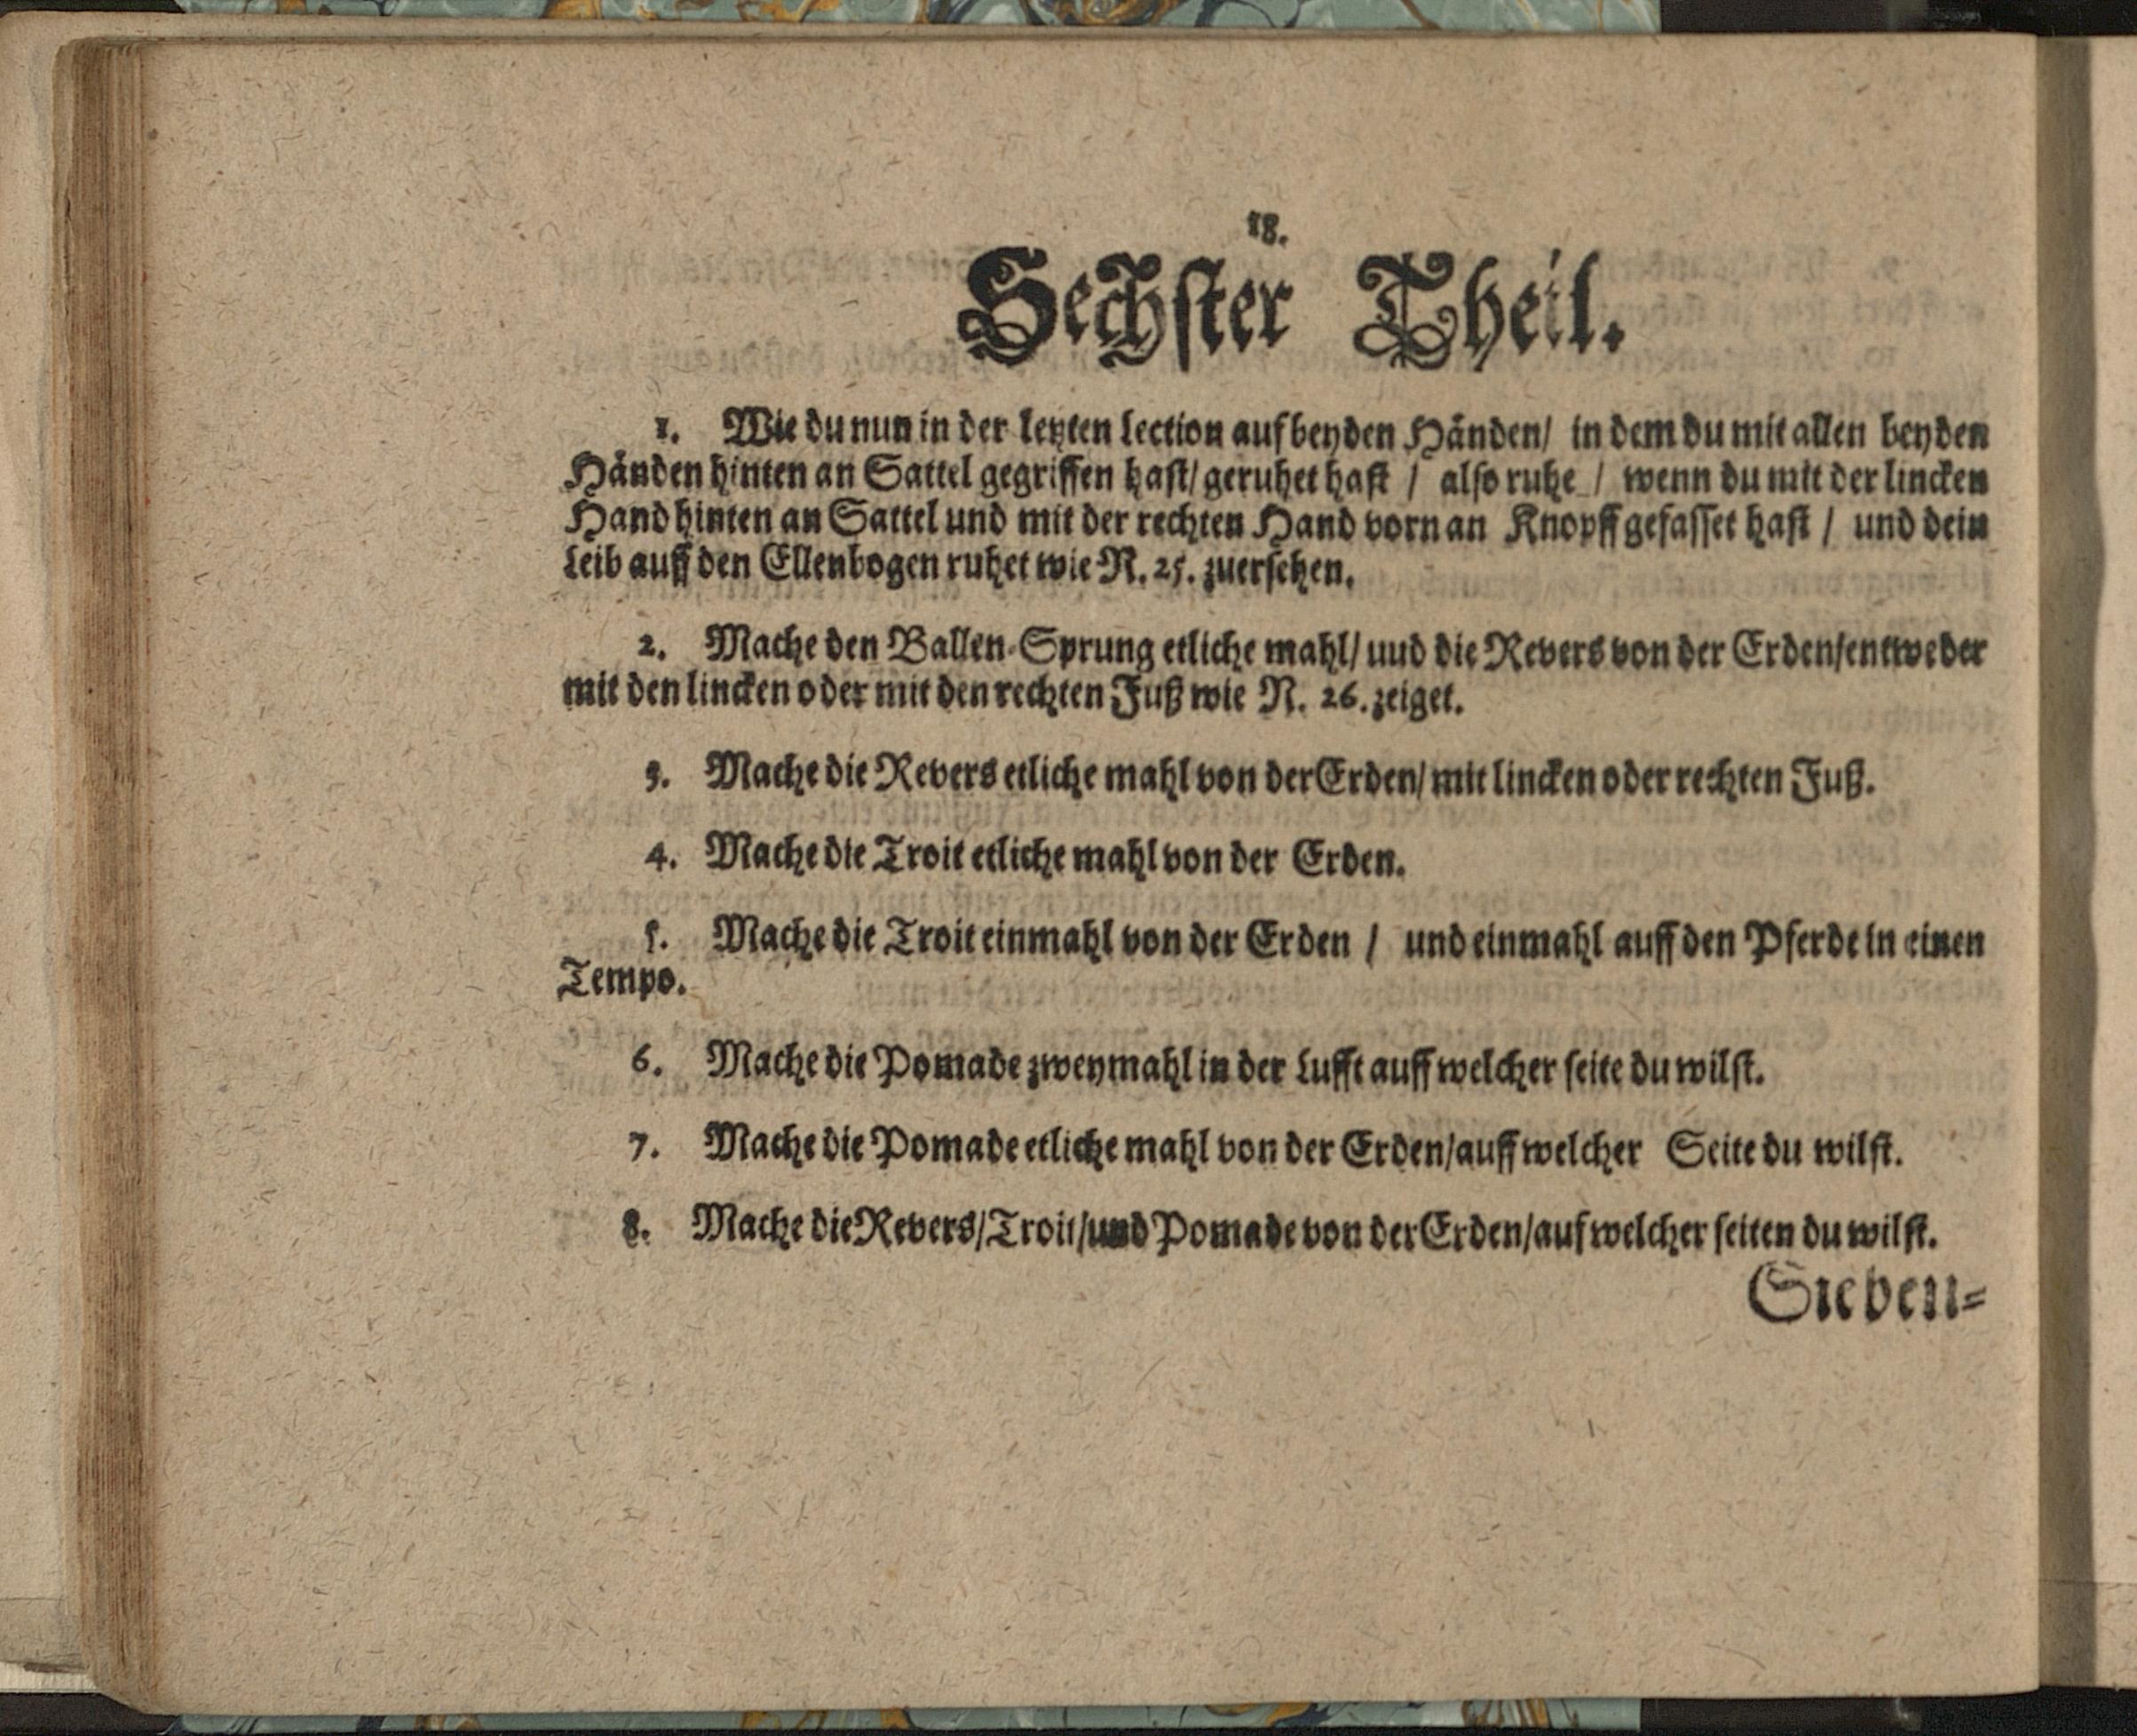 18.
Sechster Theil.
1. Wie du nun in der letzten Lection auf beyden Händen/ in dem du mit allen beyden
Händen hinten an Sattel gegriffen hast/ geruhet hast / also ruhe / wenn du mit der lincken
Hand hinten an Sattel und mit der rechten Hand vorn an Knopff gefasset hast / und dein
Leib auff den Ellenbogen ruhet wie N. 25. zuersehen.
2. Mache den Ballen-Sprung etliche mahl/ uud die Revers von der Erden/entweder
mit den lincken oder mit den rechten Fuß wie N. 26. zeiget.
3. Mache die Revers etliche mahl von der Erden/ mit lincken oder rechten Fuß.
4. Mache die Troit etliche mahl von der Erden.
5. Mache die Troit einmahl von der Erden / und einmahl auff den Pferde in einen
Tempo.
6. Mache die Pomade zweymahl in der Lufft auff welcher seite du wilst.
7. Mache die Pomade etliche mahl von der Erden/auff welcher Seite du wilst.
8. Mache die Revers/Troit/und Pomade von der Erden/auf welcher seiten du wilst.
Sieben-